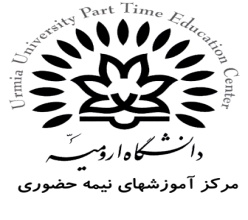 Urmia University Part Time Education Center
دانشگاه ارومیه
مرکز آموزشهای نیمه حضوری